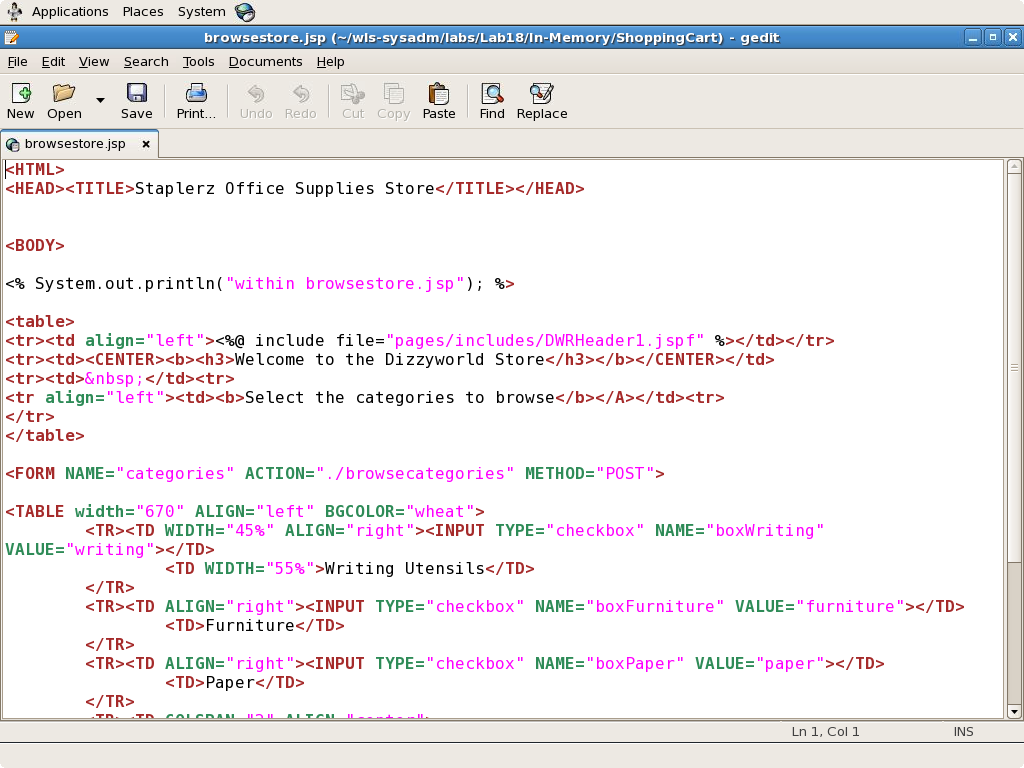 Applications Places System
browsestore.jsp (~/wls-sysadm/labs/Lab18/In-Memory/ShoppingCart) - gedit
File Edit View Search Tools Documents Help
New Open Save Print... Undo Redo Cut Copy Paste Find Replace
browsestore.jsp
<HTML>
<HEAD><TITLE>Staplerz Office Supplies Store</TITLE></HEAD>
<BODY>
<% System.out.println("within browsestore.jsp"); %>
<table>
<tr><td align="left"><%@ include file="pages/includes/DWRHeader1.jspf" %></td></tr>
<tr><td><CENTER><b><h3>Welcome to the Dizzyworld Store</h3></b></CENTER></td>
<tr><td>&nbsp;</td><tr>
<tr align="left"><td><b>Select the categories to browse</b></A></td><tr>
</tr>
</table>
<FORM NAME="categories" ACTION="./browsecategories" METHOD="POST">
<TABLE width="670" ALIGN="left" BGCOLOR="wheat">
<TR><TD WIDTH="45%" ALIGN="right"><INPUT TYPE="checkbox" NAME="boxWriting"
VALUE="writing"></TD>
<TD WIDTH="55%">Writing Utensils</TD>
</TR>
<TR><TD ALIGN="right"><INPUT TYPE="checkbox" NAME="boxFurniture" VALUE="furniture"></TD>
<TD>Furniture</TD>
</TR>
<TR><TD ALIGN="right"><INPUT TYPE="checkbox" NAME="boxPaper" VALUE="paper"></TD>
<TD>Paper</TD>
</TR>
<TR><TD COLSPAN="2" ALIGN="center">
Ln 1, Col 1 INS